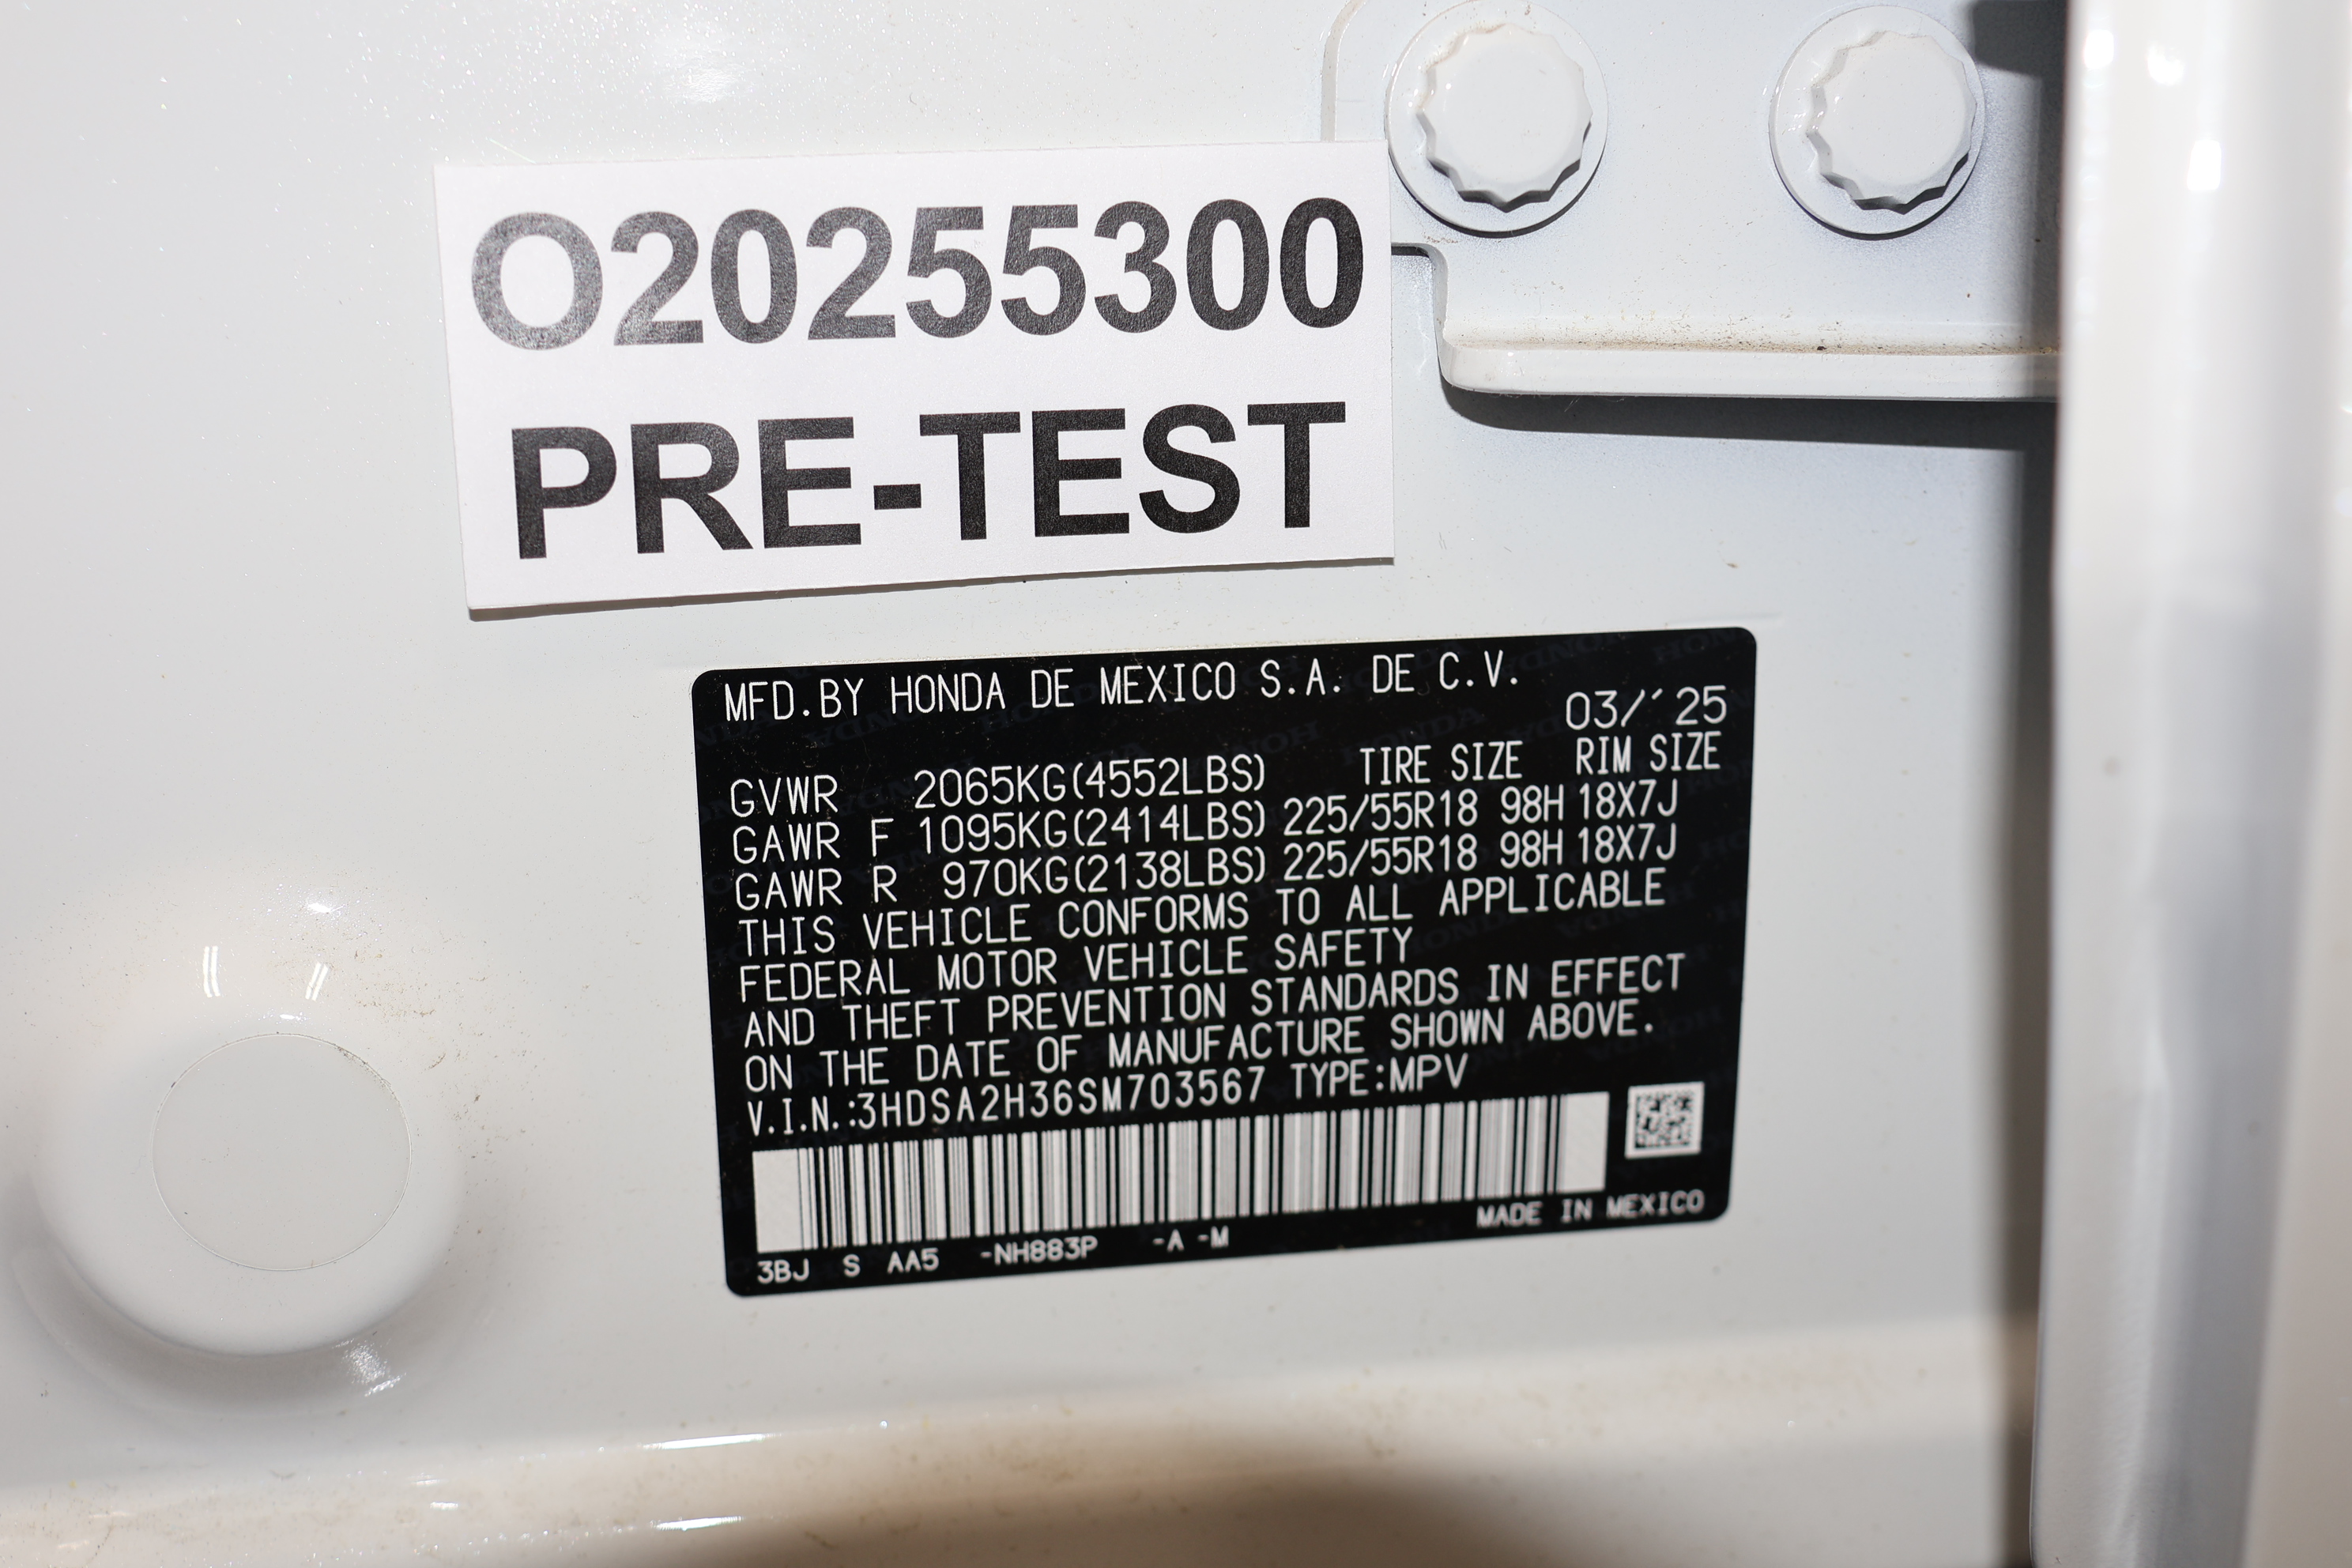 O20255300
PRE-TEST
MFD.BY HONDA DE MEXICO S.A. DE C.V.
03/'25
GVWR 2065KG(4552LBS) TIRE SIZE RIM SIZE
GAWR F 1095KG(2414LBS) 225/55R18 98H 18X7J
GAWR R 970KG(2138LBS) 225/55R18 98H 18X7J
THIS VEHICLE CONFORMS TO ALL APPLICABLE
FEDERAL MOTOR VEHICLE SAFETY
AND THEFT PREVENTION STANDARDS IN EFFECT
ON THE DATE OF MANUFACTURE SHOWN ABOVE.
V.I.N.:3HDSA2H36SM703567 TYPE:MPV
MADE IN MEXICO
3BJ S AA5 -NH883P -A -M